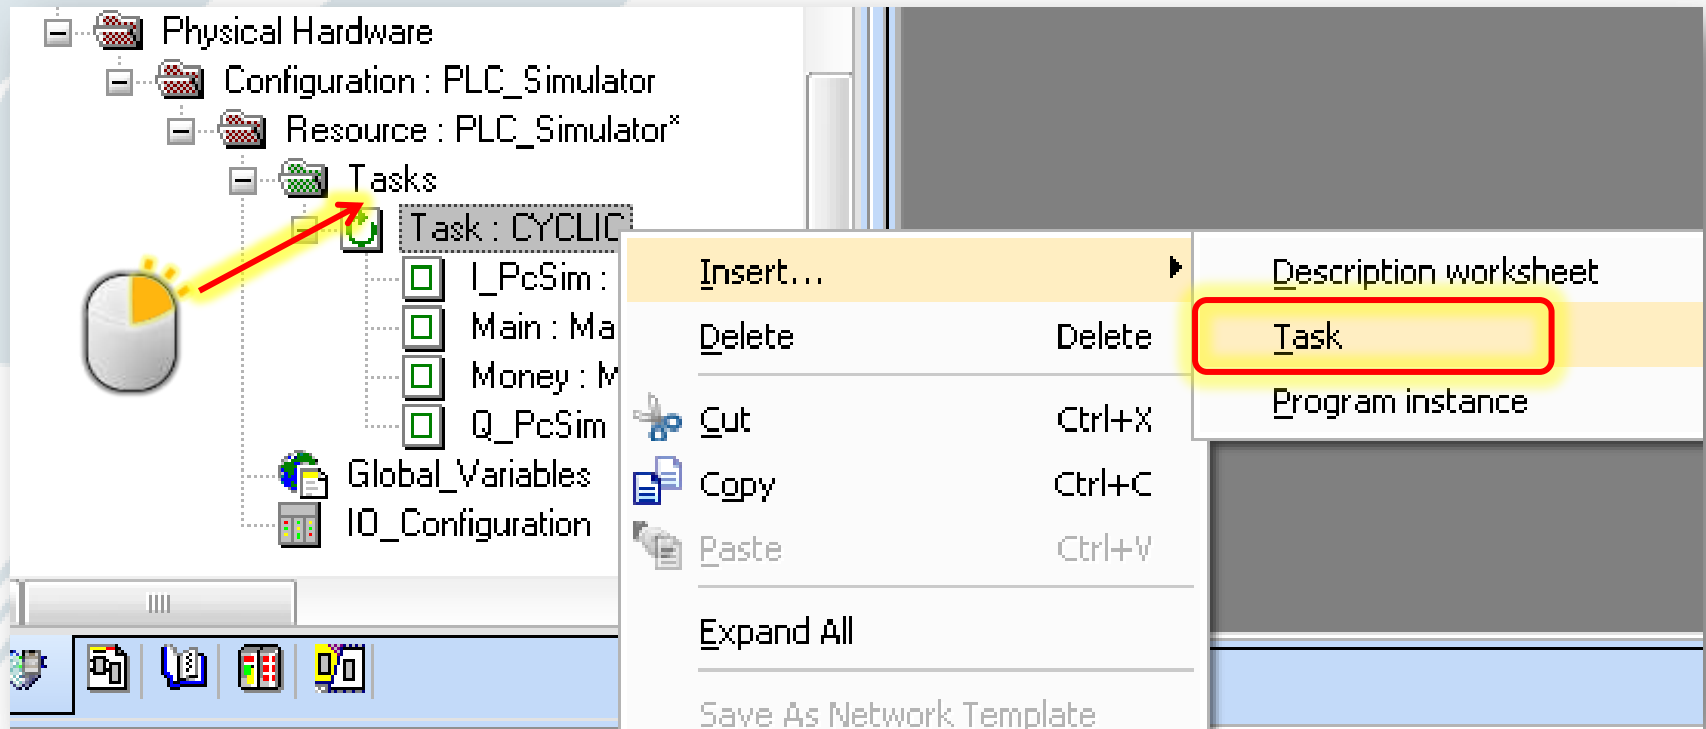 Physical Hardware
Configuration : PLC_Simulator
Resource : PLC_Simulator*
Tasks
Task : CYCLIC
I_PcSim :
Main : Ma
Money : M
Q_PcSim
Global_Variables
IO_Configuration
Insert...
Delete Delete
Cut Ctrl+X
Copy Ctrl+C
Paste Ctrl+V
Expand All
Save As Network Template
Description worksheet
Task
Program instance